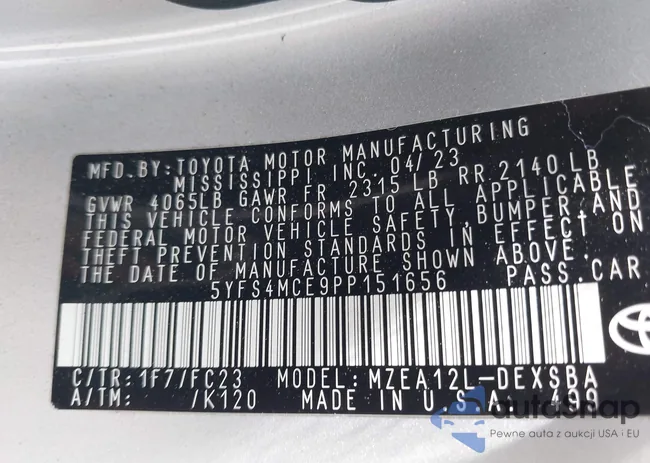 MFD.BY:TOYOTA MOTOR MANUFACTURING
MISSISSIPPI INC. 04/23
GVWR 4065LB GAWR FR 2315 LB RR 2140 LB
THIS VEHICLE CONFORMS TO ALL APPLICABLE
FEDERAL MOTOR VEHICLE SAFETY, BUMPER, AND
THEFT PREVENTION STANDARDS IN EFFECT ON
THE DATE OF MANUFACTURE SHOWN ABOVE.
5YFS4MCE9PP151656 PASS.CAR
C/TR: 1F7/FC23 MODEL: MZEA12L-DEXSBA
A/TM: /K120 MADE IN U.S.A.
autoSnap
Pewne auta z aukcji USA i EU